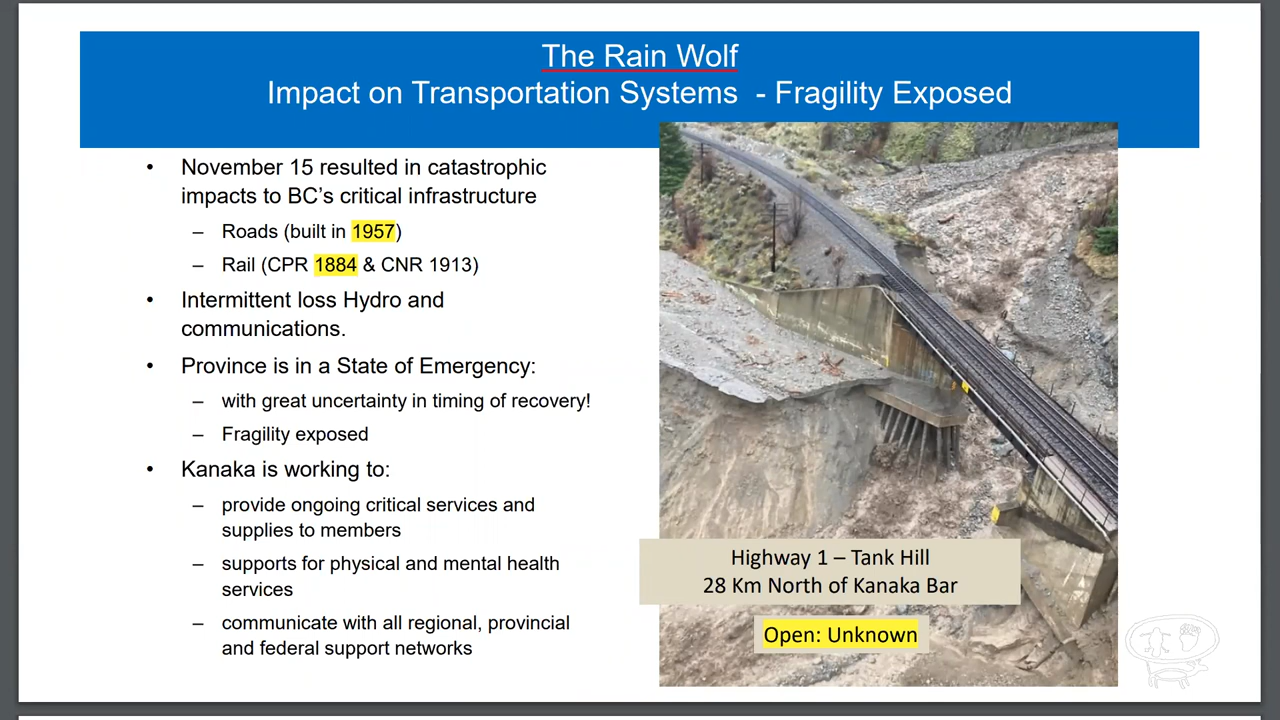 The Rain Wolf
Impact on Transportation Systems  - Fragility Exposed
• November 15 resulted in catastrophic
impacts to BC's critical infrastructure
– Roads (built in 1957)
– Rail (CPR 1884 & CNR 1913)
• Intermittent loss Hydro and
communications.
• Province is in a State of Emergency:
– with great uncertainty in timing of recovery!
– Fragility exposed
• Kanaka is working to:
– provide ongoing critical services and
supplies to members
– supports for physical and mental health
services
– communicate with all regional, provincial
and federal support networks
Highway 1 – Tank Hill
28 Km North of Kanaka Bar
Open: Unknown